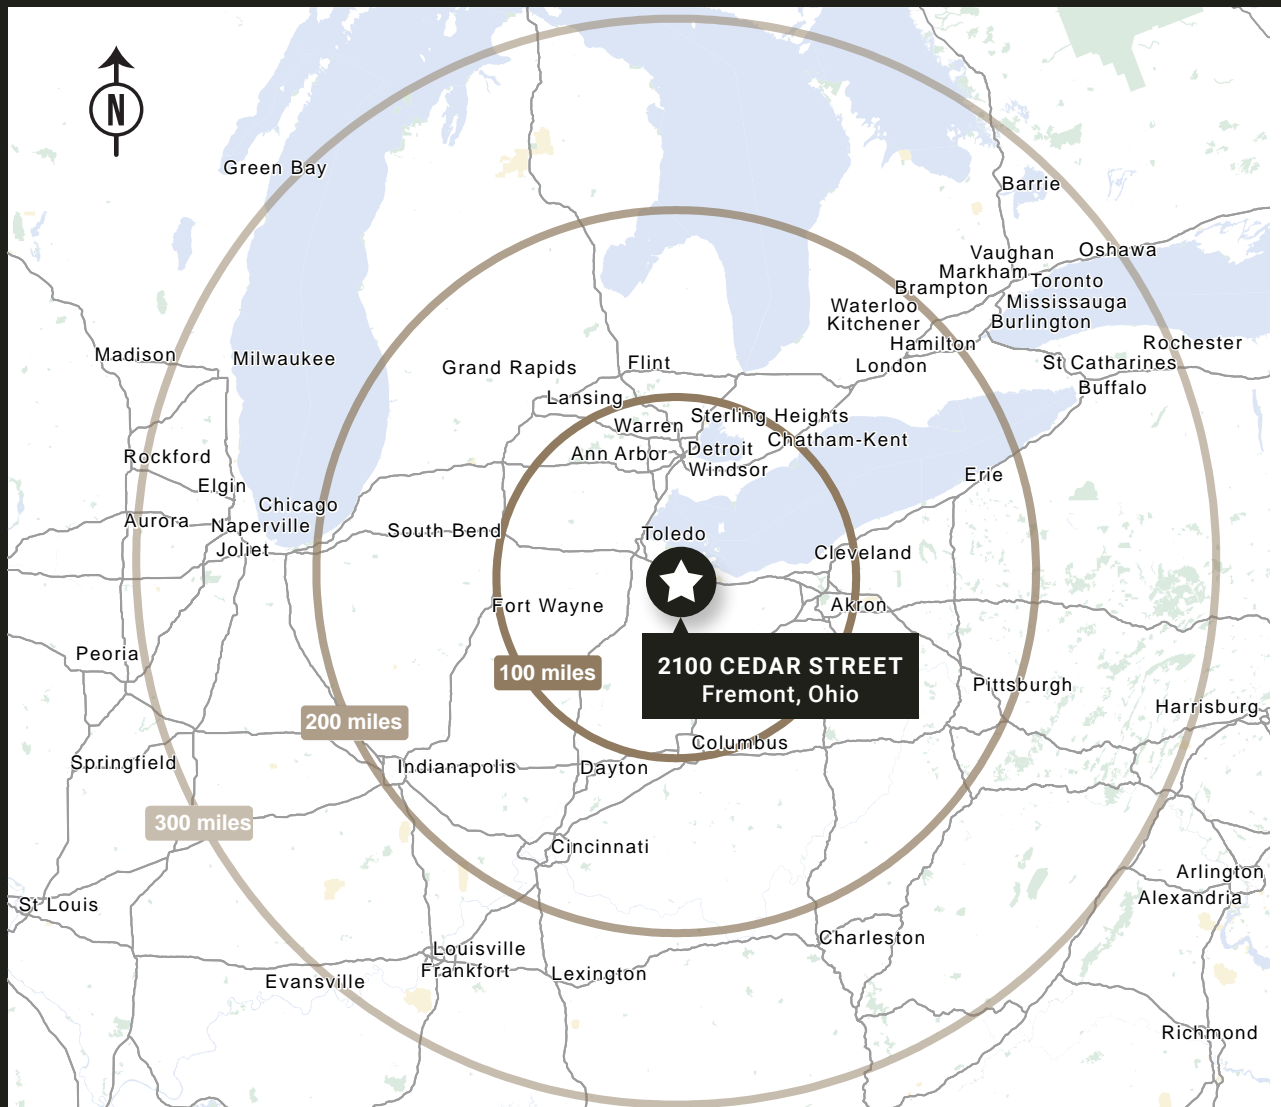 N
Green Bay
Barrie
Vaughan
Oshawa
Markham
Toronto
Brampton
Mississauga
Waterloo
Kitchener
Burlington
Hamilton
Rochester
Madison
Milwaukee
Grand Rapids
Flint
London
St Catharines
Buffalo
Lansing
Sterling Heights
Warren
Chatham-Kent
Ann Arbor
Detroit
Windsor
Rockford
Erie
Elgin
Chicago
Aurora
Naperville
South Bend
Toledo
Joliet
Cleveland
Fort Wayne
Akron
Peoria
100 miles
2100 CEDAR STREET
Fremont, Ohio
Pittsburgh
Harrisburg
200 miles
Columbus
Springfield
Indianapolis
Dayton
300 miles
Cincinnati
Arlington
Alexandria
St Louis
Charleston
Louisville
Frankfort
Lexington
Evansville
Richmond